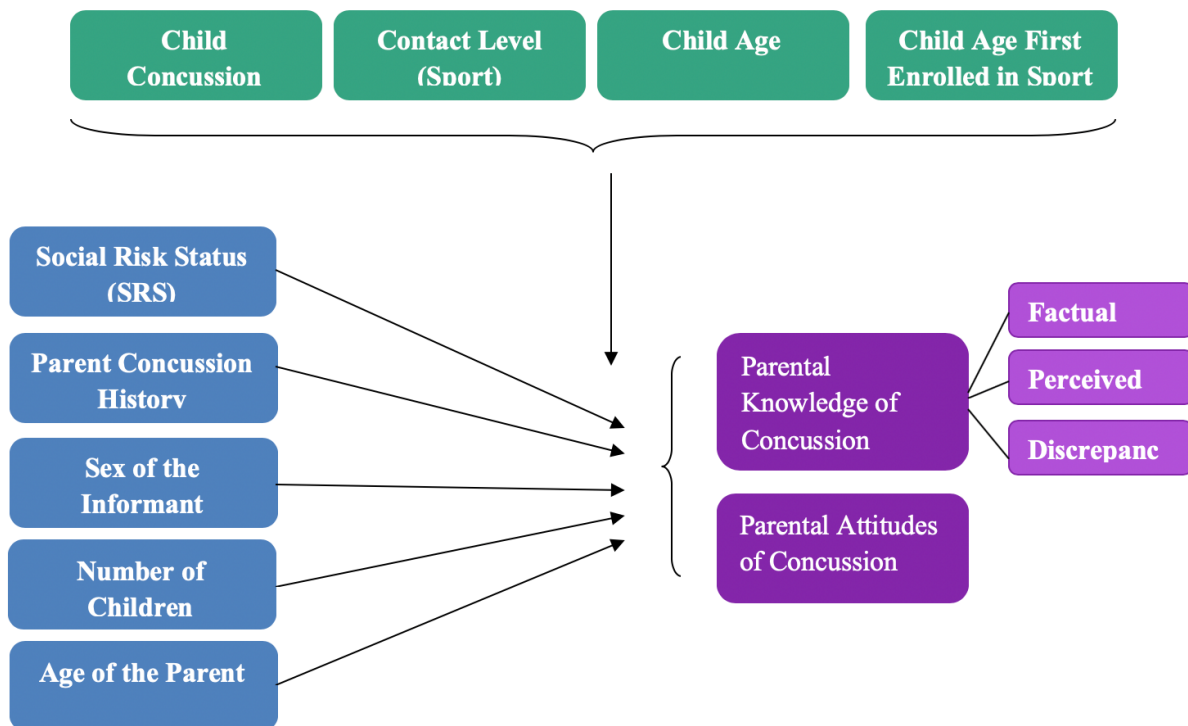 Child
Concussion
Contact Level
(Sport)
Child Age
Child Age First
Enrolled in Sport
Social Risk Status
(SRS)
Parent Concussion
History
Sex of the
Informant
Number of
Children
Age of the Parent
Parental
Knowledge of
Concussion
Parental Attitudes
of Concussion
Factual
Perceived
Discrepanc